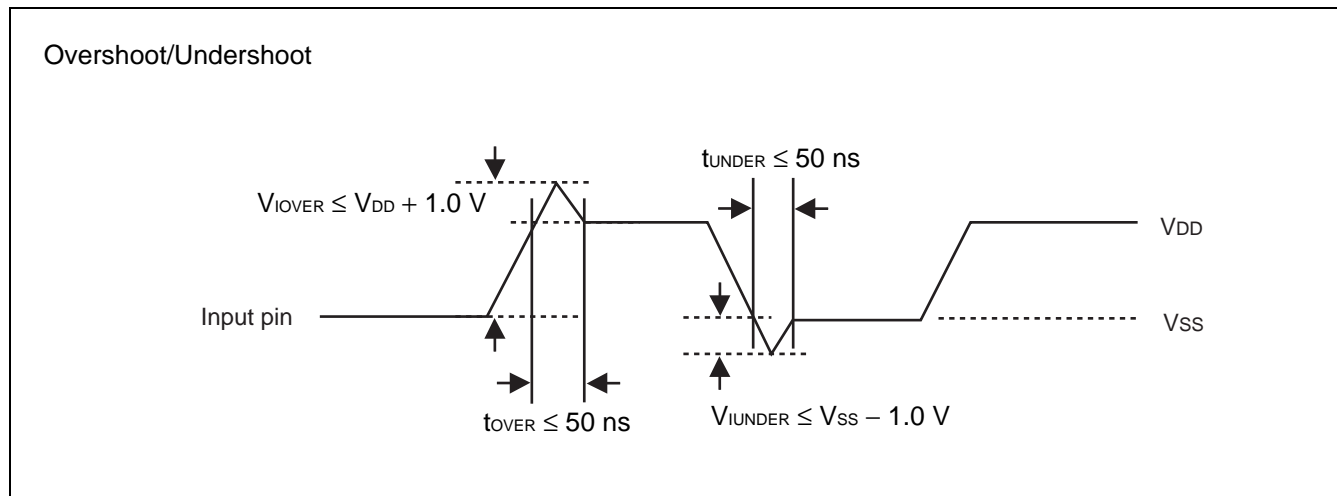 Overshoot/Undershoot
tUNDER ≤ 50 ns
VIOVER ≤ VDD + 1.0 V
VDD
Input pin
VSS
tOVER ≤ 50 ns
VIUNDER ≤ VSS − 1.0 V